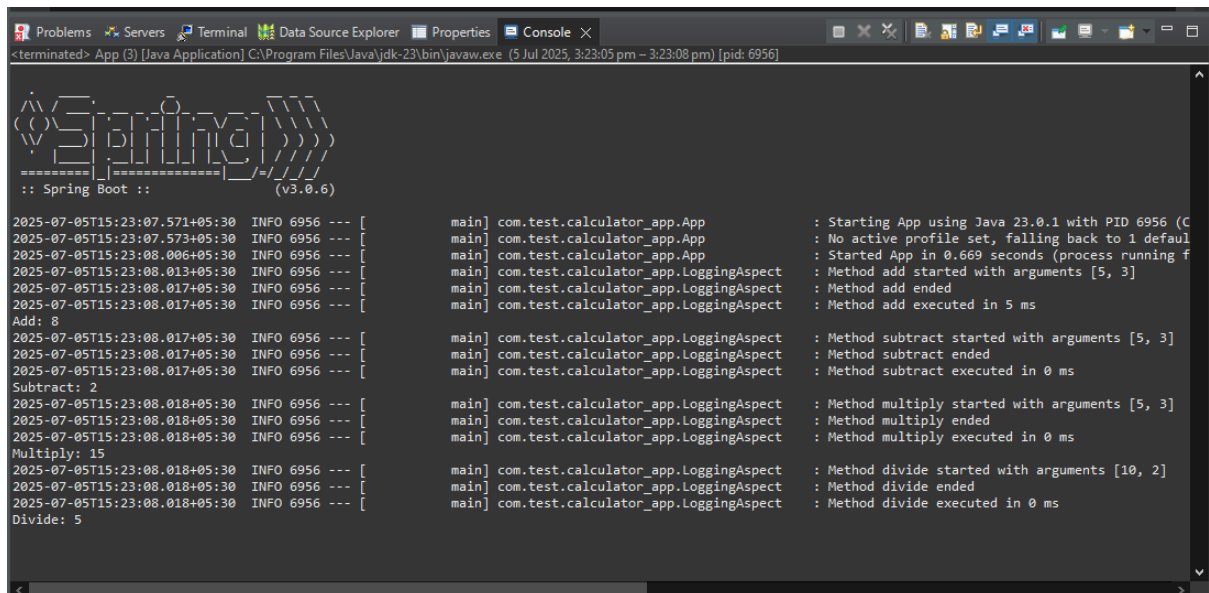 Problems Servers Terminal Data Source Explorer Properties Console
<terminated> App (3) [Java Application] C:\Program Files\Java\jdk-23\bin\javaw.exe (5 Jul 2025, 3:23:05 pm – 3:23:08 pm) [pid: 6956]
Spring
:: Spring Boot :: (v3.0.6)
2025-07-05T15:23:07.571+05:30 INFO 6956 --- [ main] com.test.calculator_app.App : Starting App using Java 23.0.1 with PID 6956 (C
2025-07-05T15:23:07.573+05:30 INFO 6956 --- [ main] com.test.calculator_app.App : No active profile set, falling back to 1 defaul
2025-07-05T15:23:08.006+05:30 INFO 6956 --- [ main] com.test.calculator_app.App : Started App in 0.669 seconds (process running f
2025-07-05T15:23:08.013+05:30 INFO 6956 --- [ main] com.test.calculator_app.LoggingAspect : Method add started with arguments [5, 3]
2025-07-05T15:23:08.017+05:30 INFO 6956 --- [ main] com.test.calculator_app.LoggingAspect : Method add ended
2025-07-05T15:23:08.017+05:30 INFO 6956 --- [ main] com.test.calculator_app.LoggingAspect : Method add executed in 5 ms
Add: 8
2025-07-05T15:23:08.017+05:30 INFO 6956 --- [ main] com.test.calculator_app.LoggingAspect : Method subtract started with arguments [5, 3]
2025-07-05T15:23:08.017+05:30 INFO 6956 --- [ main] com.test.calculator_app.LoggingAspect : Method subtract ended
2025-07-05T15:23:08.017+05:30 INFO 6956 --- [ main] com.test.calculator_app.LoggingAspect : Method subtract executed in 0 ms
Subtract: 2
2025-07-05T15:23:08.018+05:30 INFO 6956 --- [ main] com.test.calculator_app.LoggingAspect : Method multiply started with arguments [5, 3]
2025-07-05T15:23:08.018+05:30 INFO 6956 --- [ main] com.test.calculator_app.LoggingAspect : Method multiply ended
2025-07-05T15:23:08.018+05:30 INFO 6956 --- [ main] com.test.calculator_app.LoggingAspect : Method multiply executed in 0 ms
Multiply: 15
2025-07-05T15:23:08.018+05:30 INFO 6956 --- [ main] com.test.calculator_app.LoggingAspect : Method divide started with arguments [10, 2]
2025-07-05T15:23:08.018+05:30 INFO 6956 --- [ main] com.test.calculator_app.LoggingAspect : Method divide ended
2025-07-05T15:23:08.018+05:30 INFO 6956 --- [ main] com.test.calculator_app.LoggingAspect : Method divide executed in 0 ms
Divide: 5